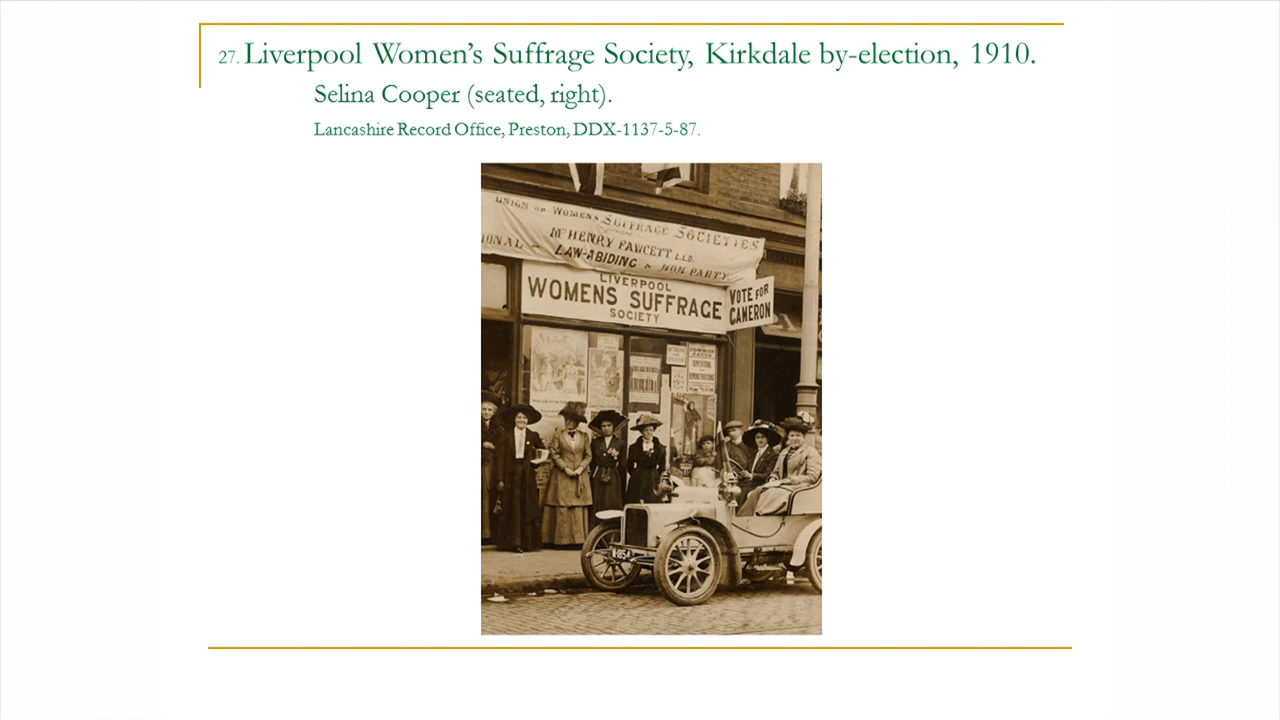 27. Liverpool Women's Suffrage Society, Kirkdale by-election, 1910.
Selina Cooper (seated, right).
Lancashire Record Office, Preston, DDX-1137-5-87.
UNION OF WOMENS SUFFRAGE SOCIETIES
IONAL
HENRY FAWCETT LL.D.
LAW-ABIDING & NON PARTY
LIVERPOOL
WOMENS SUFFRAGE
SOCIETY
VOTE FOR
CAMERON